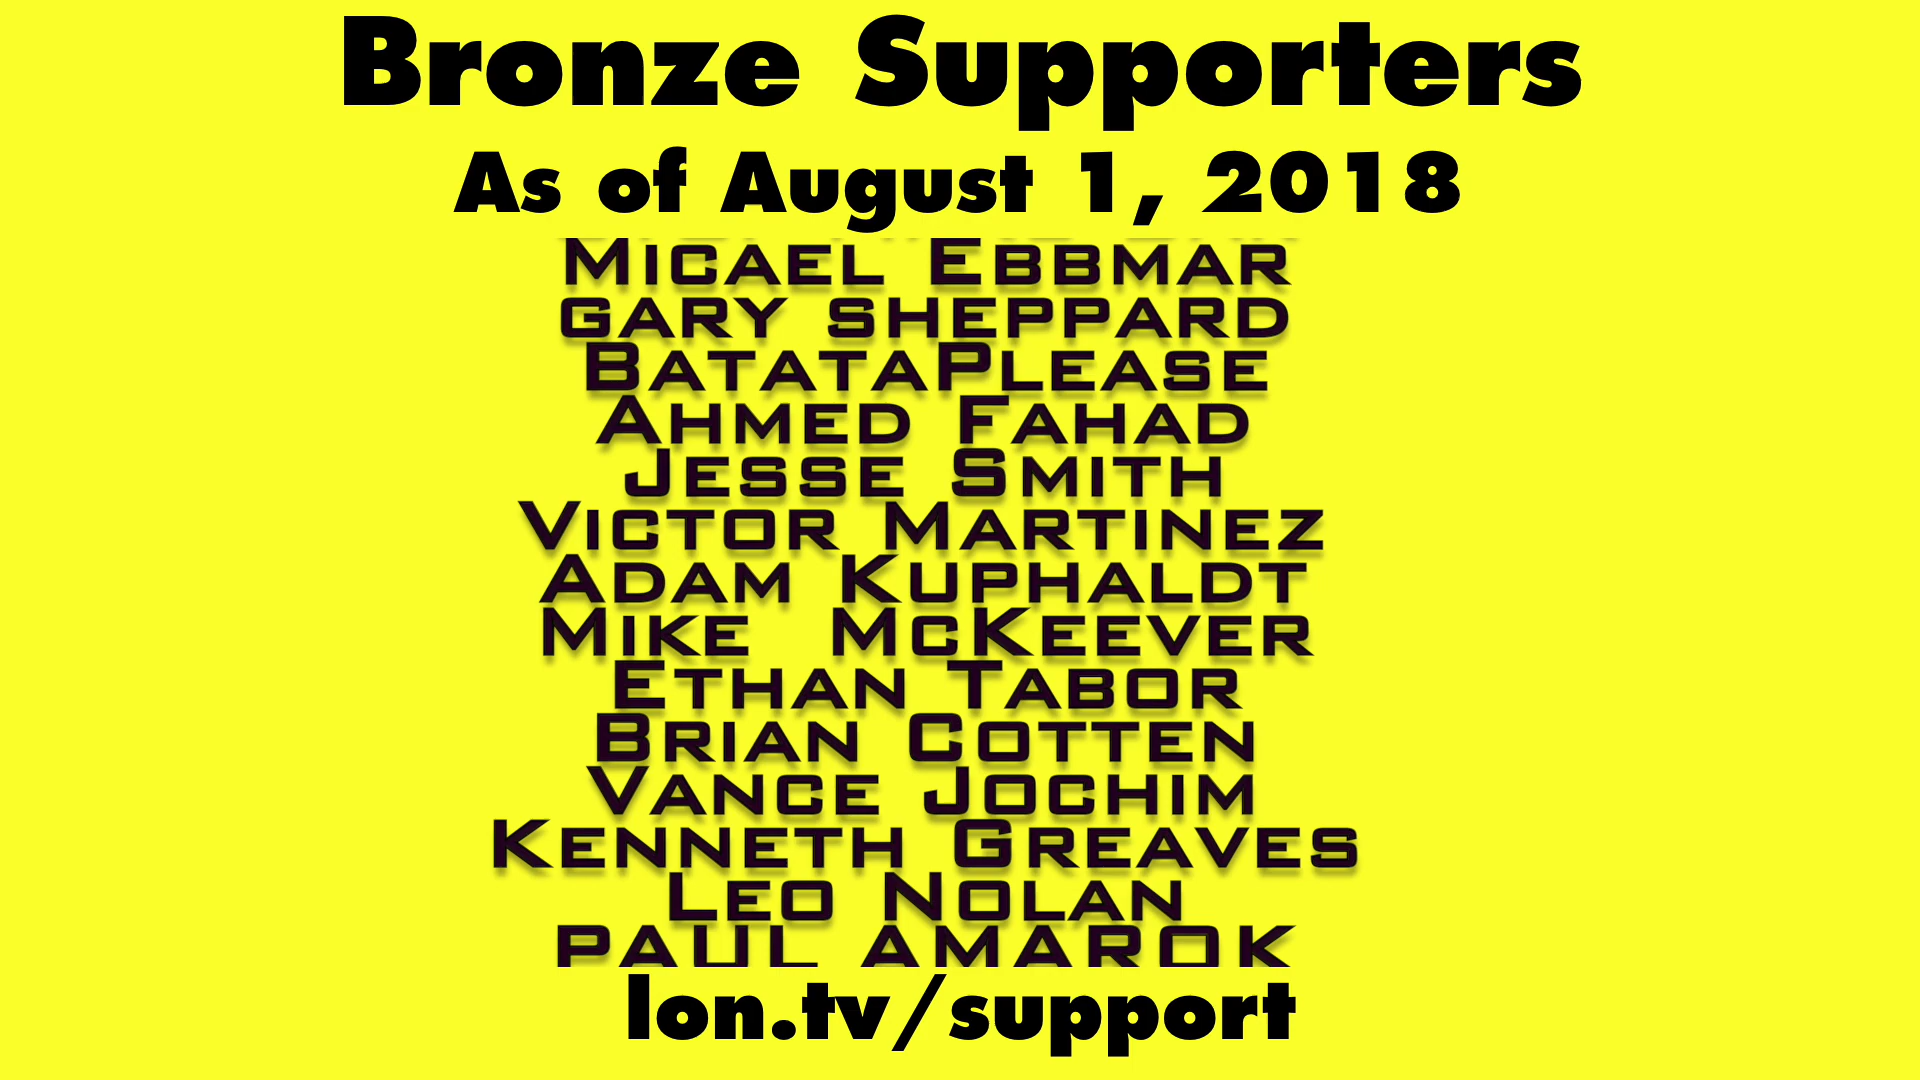 Bronze Supporters
As of August 1, 2018
Micael Ebbmar
gary sheppard
BatataPlease
Ahmed Fahad
Jesse Smith
Victor Martinez
Adam Kuphaldt
Mike McKeever
Ethan Tabor
Brian Cotten
Vance Jochim
Kenneth Greaves
Leo Nolan
paul amarok
lon.tv/support